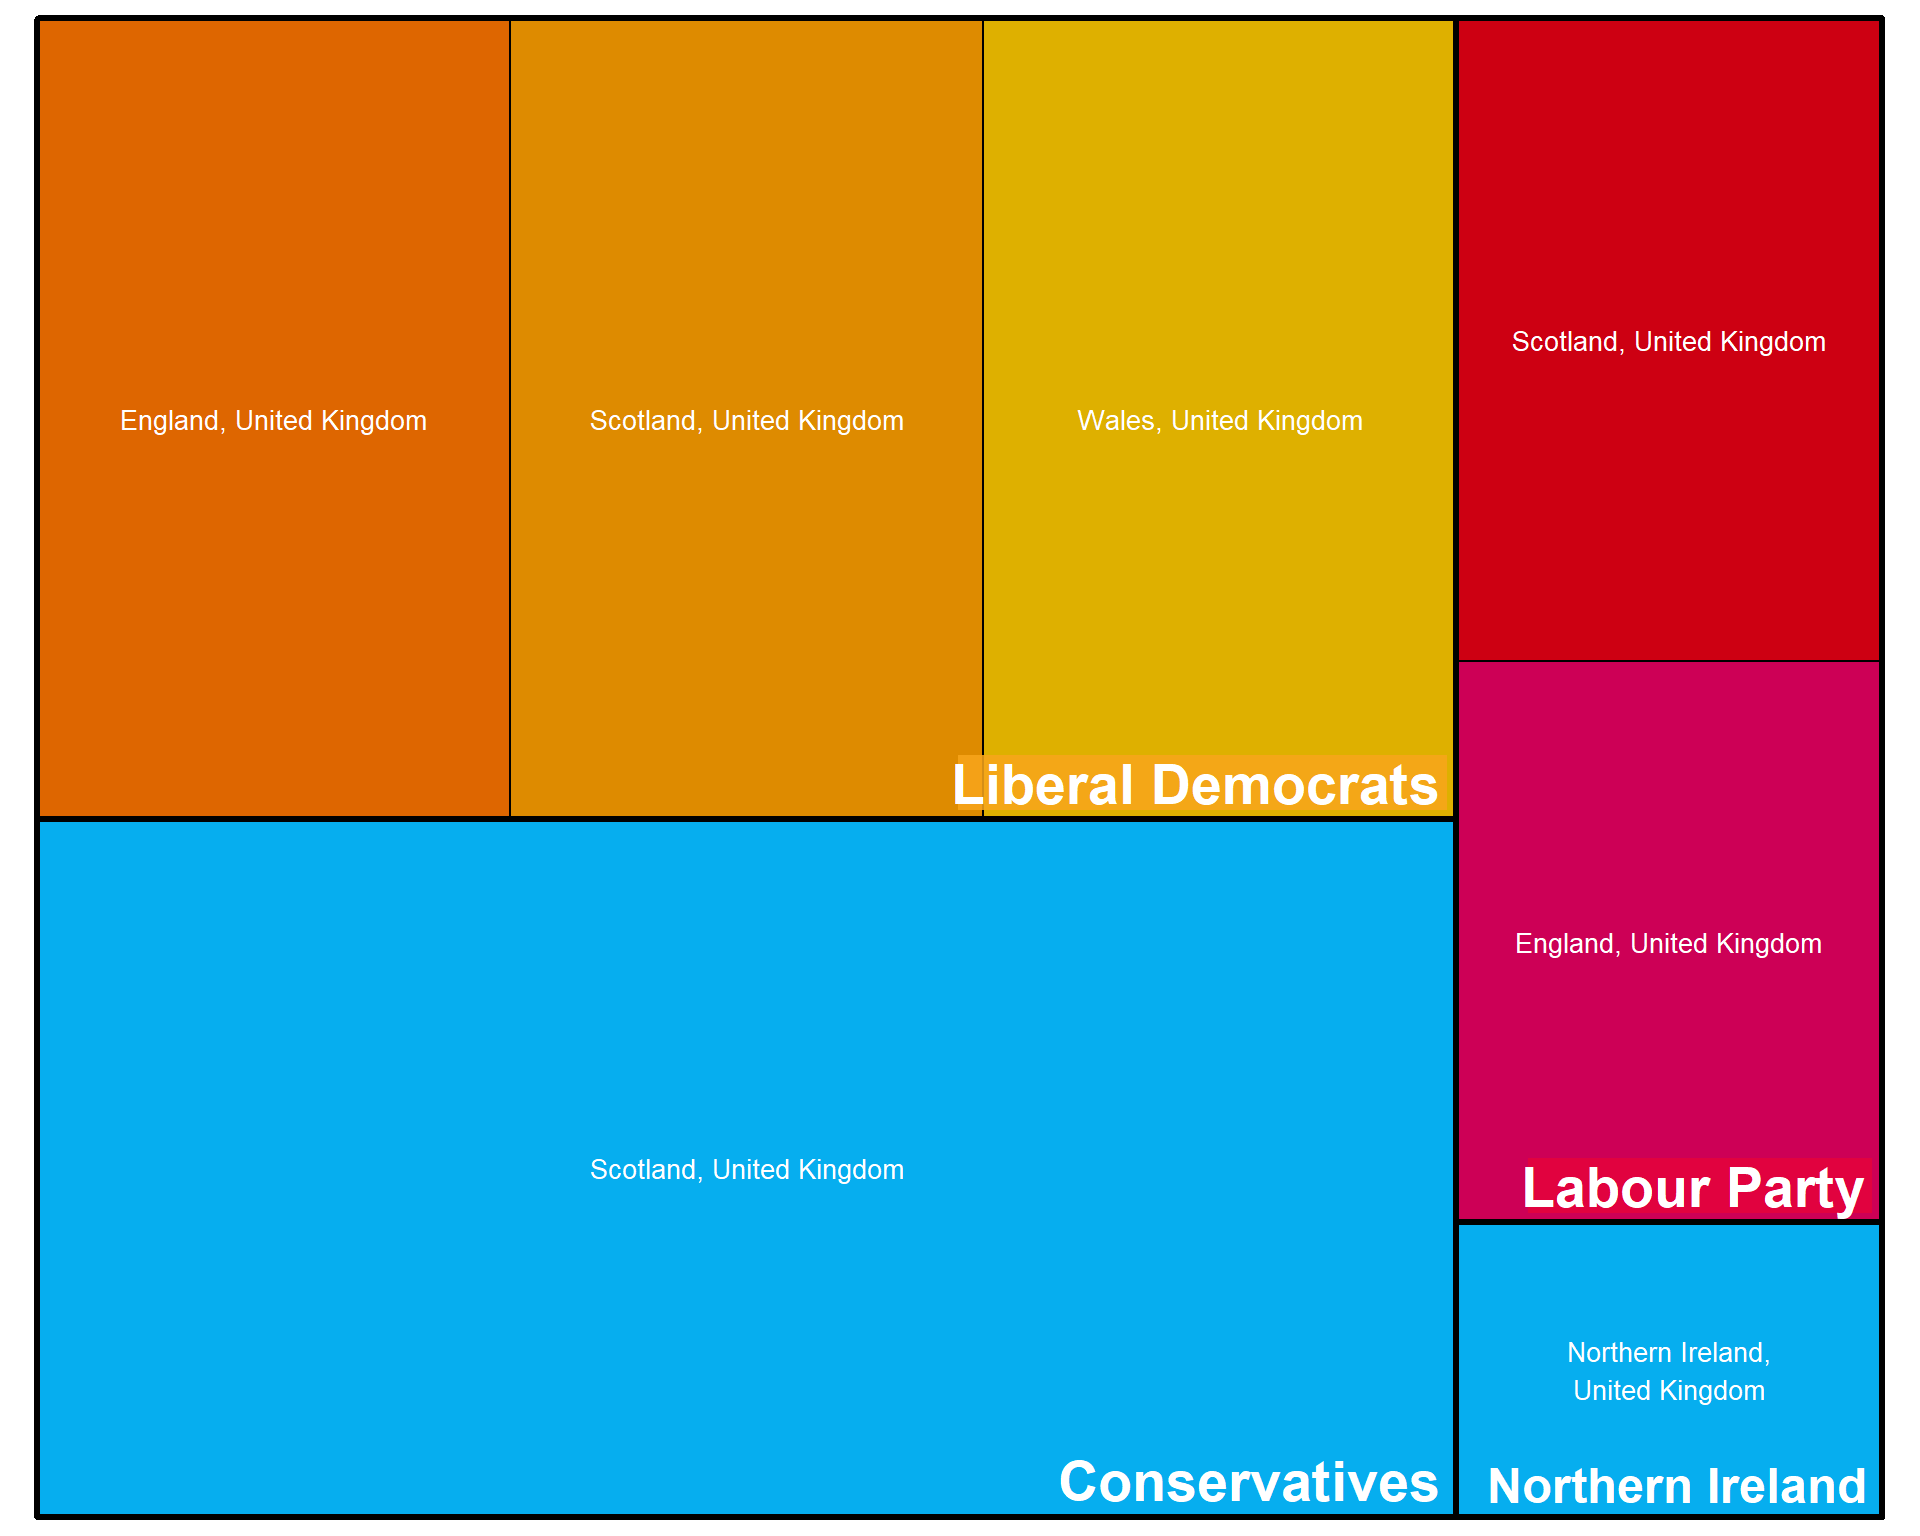 England, United Kingdom
Scotland, United Kingdom
Wales, United Kingdom
Liberal Democrats
Scotland, United Kingdom
Conservatives
Scotland, United Kingdom
England, United Kingdom
Labour Party
Northern Ireland,
United Kingdom
Northern Ireland